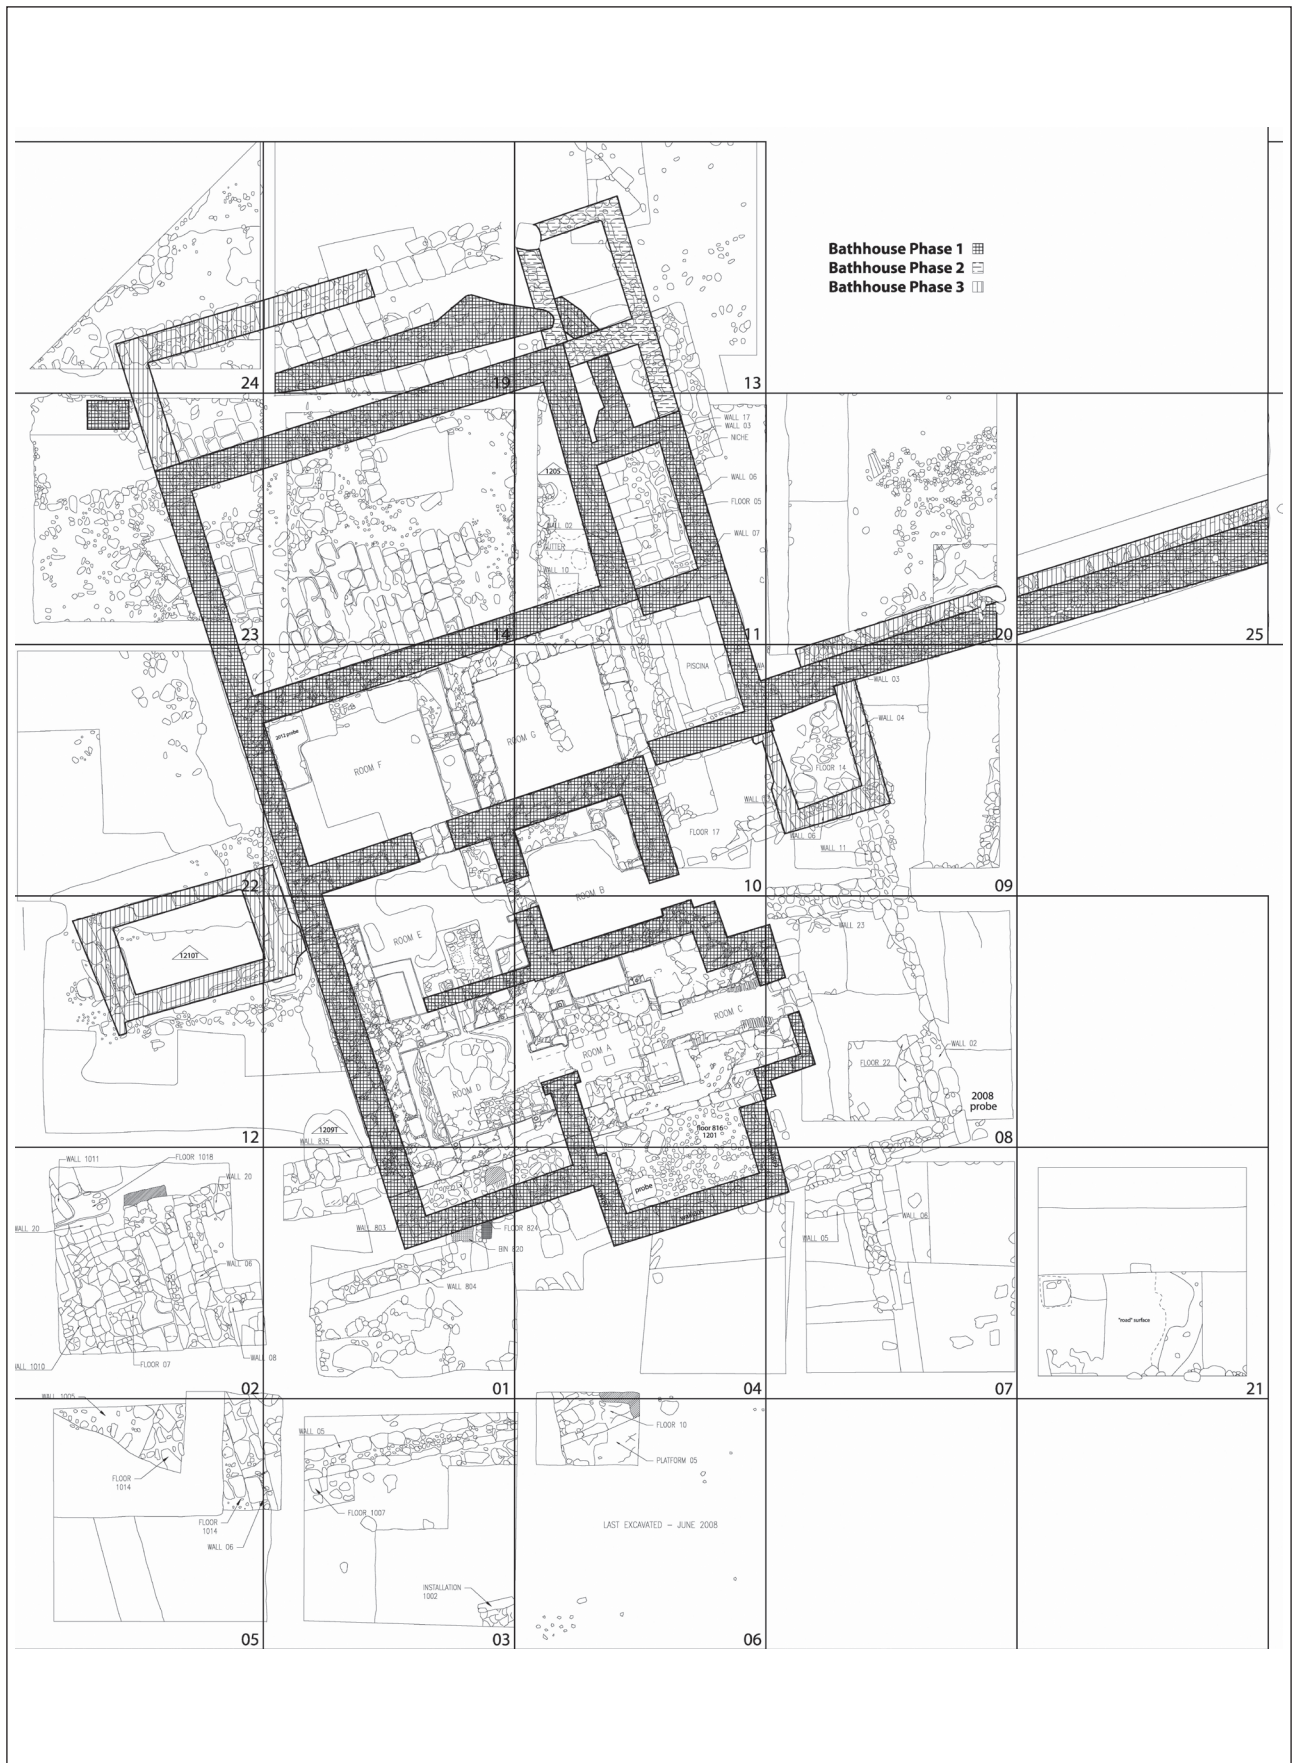 Bathhouse Phase 1
Bathhouse Phase 2
Bathhouse Phase 3
24
19
13
WALL 17
WALL 03
NICHE
1205
WALL 06
FLOOR 05
WALL 02
WALL 07
GUTTER
WALL 10
23
14
11
20
25
PISCINA
WALL 03
WALL 04
2012 probe
ROOM G
ROOM F
FLOOR 14
FLOOR 17
WALL 06
WALL 11
22
10
09
ROOM B
WALL 23
ROOM E
1210T
ROOM C
ROOM A
WALL 02
FLOOR 22
ROOM D
2008
probe
floor 816
1201
1209T
12
08
WALL 835
WALL 1011
FLOOR 1018
WALL 20
probe
WALL 20
WALL 803
FLOOR 824
WALL 06
WALL 05
BIN 820
WALL 06
WALL 804
"road" surface
WALL 08
FLOOR 07
WALL 1010
02
01
04
07
21
WALL 1005
WALL 05
FLOOR 10
PLATFORM 05
FLOOR
1014
FLOOR 1007
FLOOR
1014
LAST EXCAVATED – JUNE 2008
WALL 06
INSTALLATION
1002
05
03
06